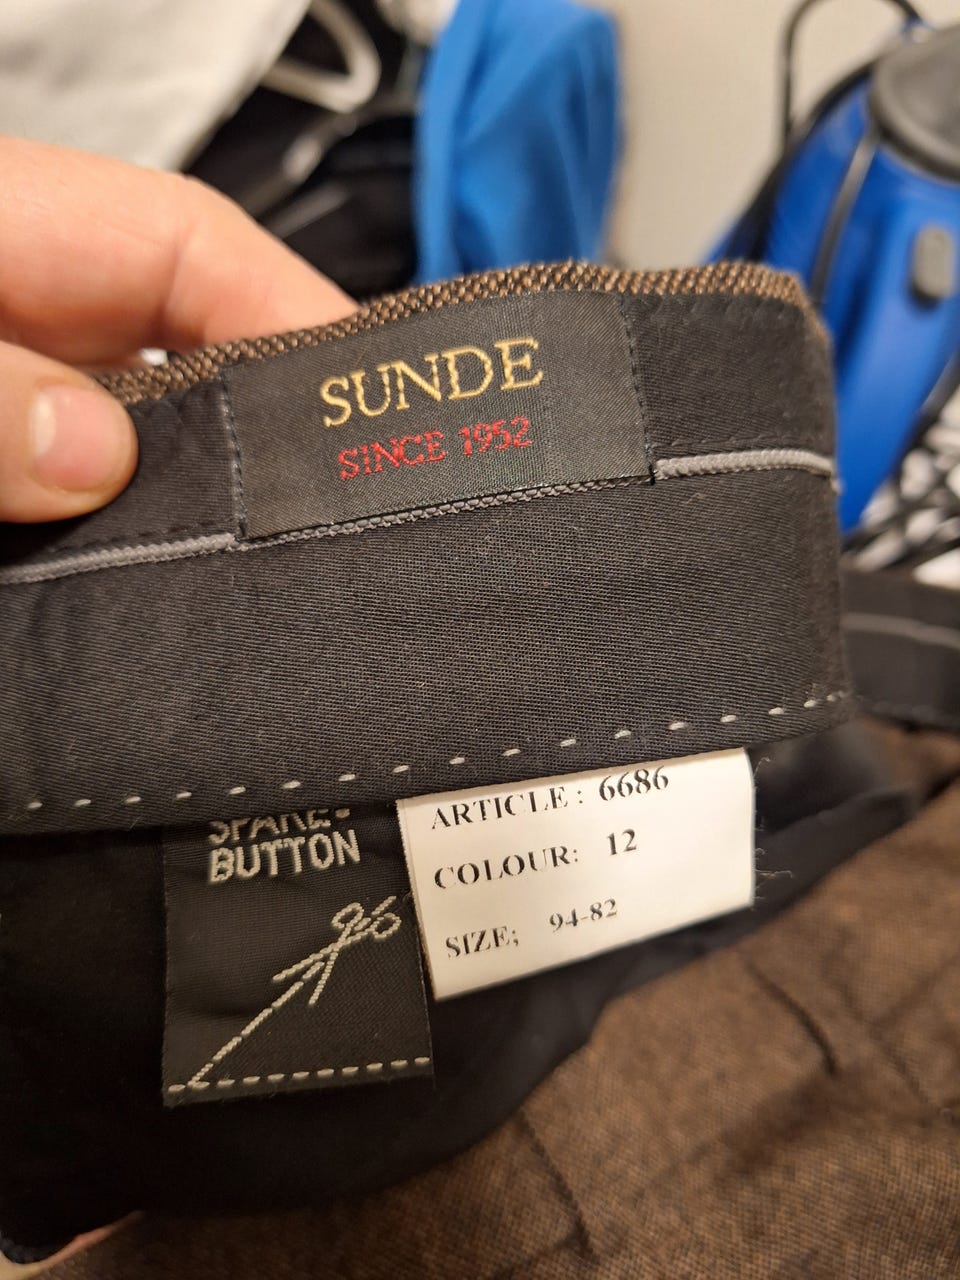 SUNDE
SINCE 1952
SPARE-
BUTTON
ARTICLE: 6686
COLOUR: 12
SIZE; 94-82